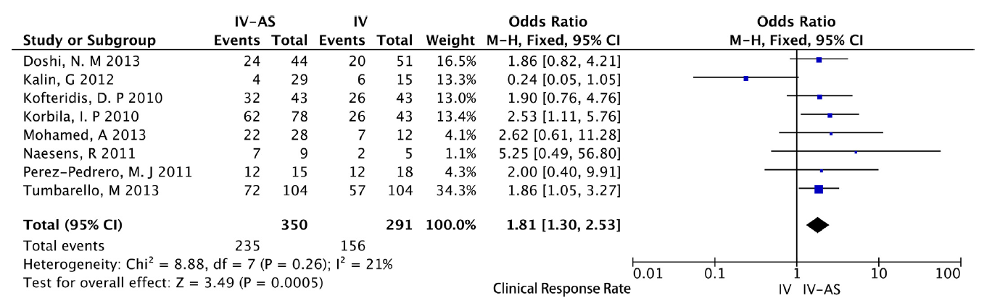 IV-AS IV Odds Ratio Odds Ratio
Study or Subgroup Events Total Events Total Weight M-H, Fixed, 95% CI M-H, Fixed, 95% CI
Doshi, N. M 2013 24 44 20 51 16.5% 1.86 [0.82, 4.21]
Kalin, G 2012 4 29 6 15 13.3% 0.24 [0.05, 1.05]
Kofteridis, D. P 2010 32 43 26 43 13.0% 1.90 [0.76, 4.76]
Korbila, I. P 2010 62 78 26 43 13.4% 2.53 [1.11, 5.76]
Mohamed, A 2013 22 28 7 12 4.1% 2.62 [0.61, 11.28]
Naesens, R 2011 7 9 2 5 1.1% 5.25 [0.49, 56.80]
Perez-Pedrero, M. J 2011 12 15 12 18 4.3% 2.00 [0.40, 9.91]
Tumbarello, M 2013 72 104 57 104 34.3% 1.86 [1.05, 3.27]
Total (95% CI) 350 291 100.0% 1.81 [1.30, 2.53]
Total events 235 156
Heterogeneity: Chi² = 8.88, df = 7 (P = 0.26); I² = 21%
Test for overall effect: Z = 3.49 (P = 0.0005)
0.01 0.1 1 10 100
Clinical Response Rate IV IV-AS